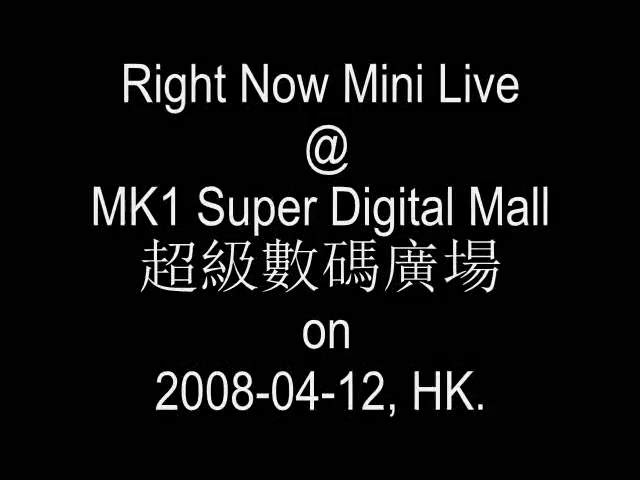 Right Now Mini Live
@
MK1 Super Digital Mall
超級數碼廣場
on
2008-04-12, HK.